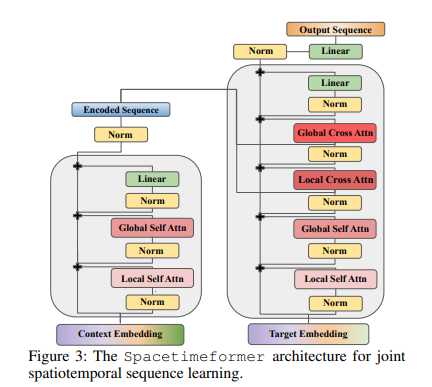 Output Sequence
Norm
Linear
Linear
Norm
Encoded Sequence
Global Cross Attn
Norm
Norm
Local Cross Attn
Linear
Norm
Norm
Global Self Attn
Global Self Attn
Norm
Norm
Local Self Attn
Local Self Attn
Norm
Norm
Context Embedding
Target Embedding
Figure 3: The Spacetimeformer architecture for joint
spatiotemporal sequence learning.